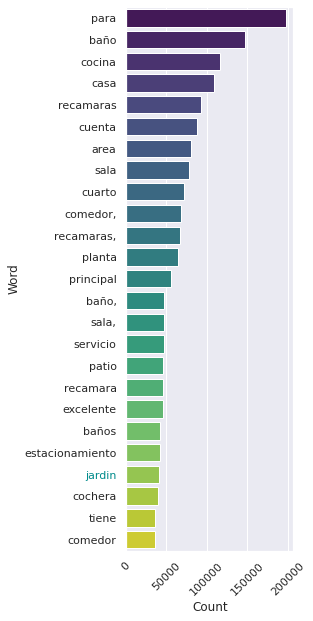 para
baño
cocina
casa
recamaras
cuenta
area
sala
cuarto
comedor,
recamaras,
planta
principal
baño,
sala,
servicio
patio
recamara
excelente
baños
estacionamiento
jardin
cochera
tiene
comedor
Word
0
50000
100000
150000
200000
Count